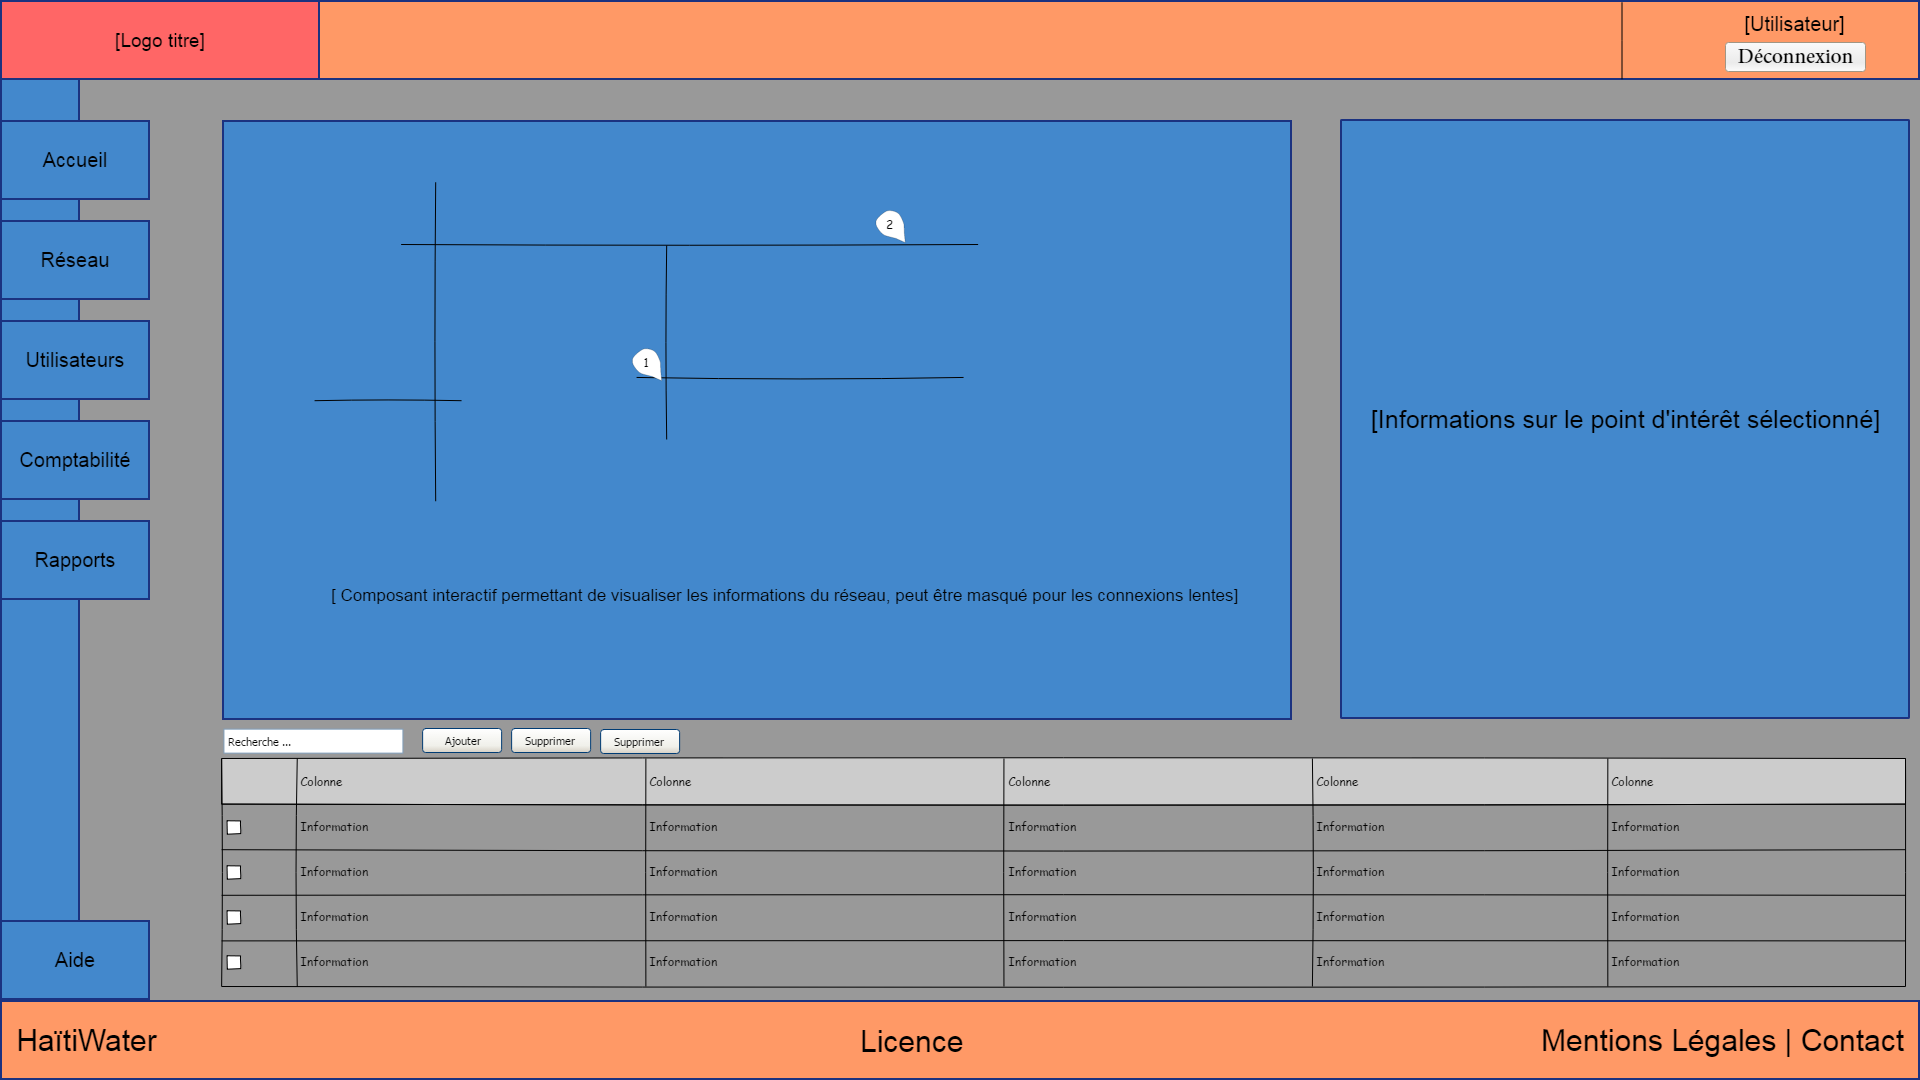 [Logo titre]
[Utilisateur]
Déconnexion
Accueil
Réseau
Utilisateurs
Comptabilité
Rapports
Aide
2
1
[ Composant interactif permettant de visualiser les informations du réseau, peut être masqué pour les connexions lentes]
[Informations sur le point d'intérêt sélectionné]
Recherche ... Ajouter Supprimer Supprimer
Colonne Colonne Colonne Colonne Colonne
Information Information Information Information Information
Information Information Information Information Information
Information Information Information Information Information
Information Information Information Information Information
HaïtiWater Licence Mentions Légales | Contact